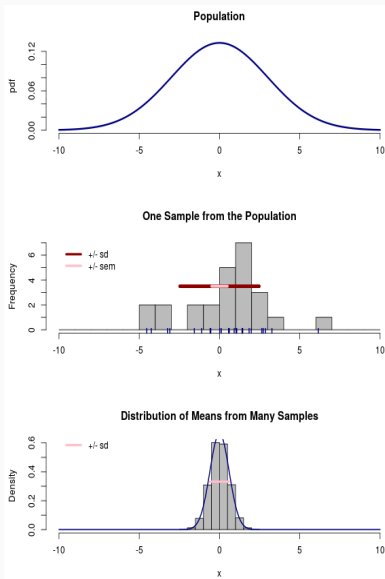 Population
pdf
0.00 0.06 0.12
-10 -5 0 5 10
x
One Sample from the Population
+/- sd
+/- sem
Frequency
0 2 4 6
-10 -5 0 5 10
x
Distribution of Means from Many Samples
+/- sd
Density
0.0 0.2 0.4 0.6
-10 -5 0 5 10
x